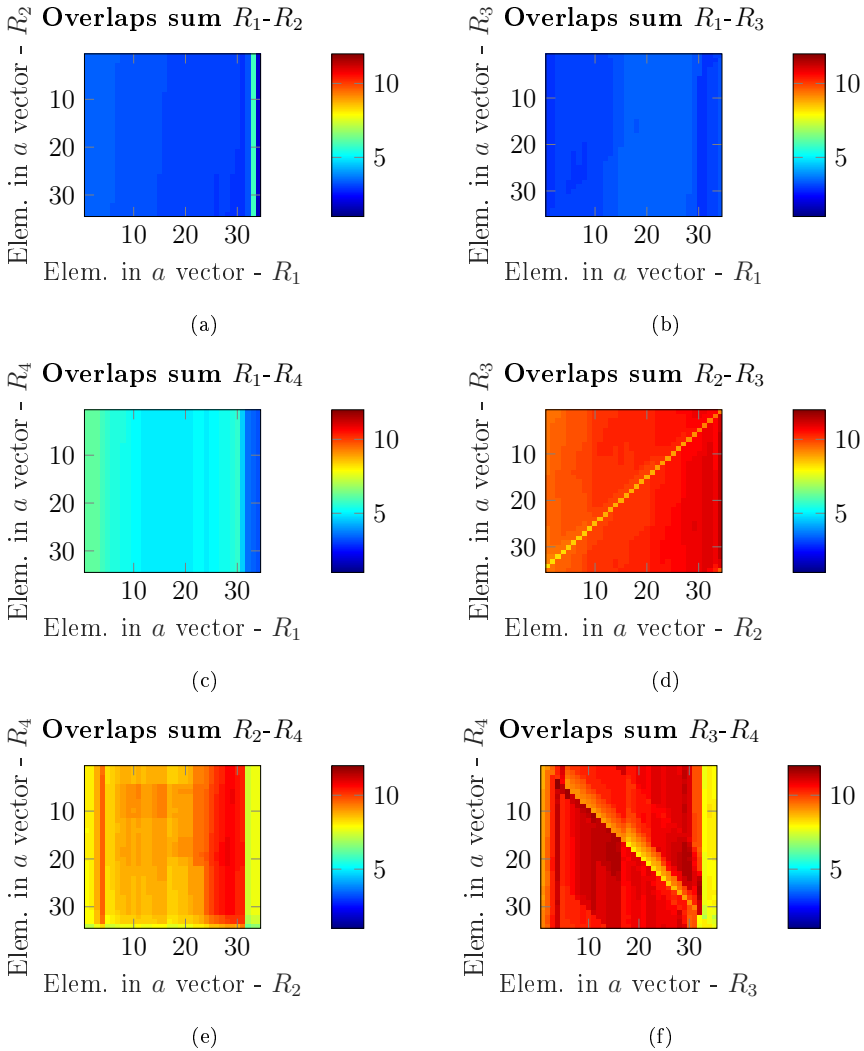 Overlaps sum R₁-R₂
Elem. in a vector - R₂
10
20
30
10 20 30
Elem. in a vector - R₁
10
5
(a)
Overlaps sum R₁-R₃
Elem. in a vector - R₃
10
20
30
10 20 30
Elem. in a vector - R₁
10
5
(b)
Overlaps sum R₁-R₄
Elem. in a vector - R₄
10
20
30
10 20 30
Elem. in a vector - R₁
10
5
(c)
Overlaps sum R₂-R₃
Elem. in a vector - R₃
10
20
30
10 20 30
Elem. in a vector - R₂
10
5
(d)
Overlaps sum R₂-R₄
Elem. in a vector - R₄
10
20
30
10 20 30
Elem. in a vector - R₂
10
5
(e)
Overlaps sum R₃-R₄
Elem. in a vector - R₄
10
20
30
10 20 30
Elem. in a vector - R₃
10
5
(f)